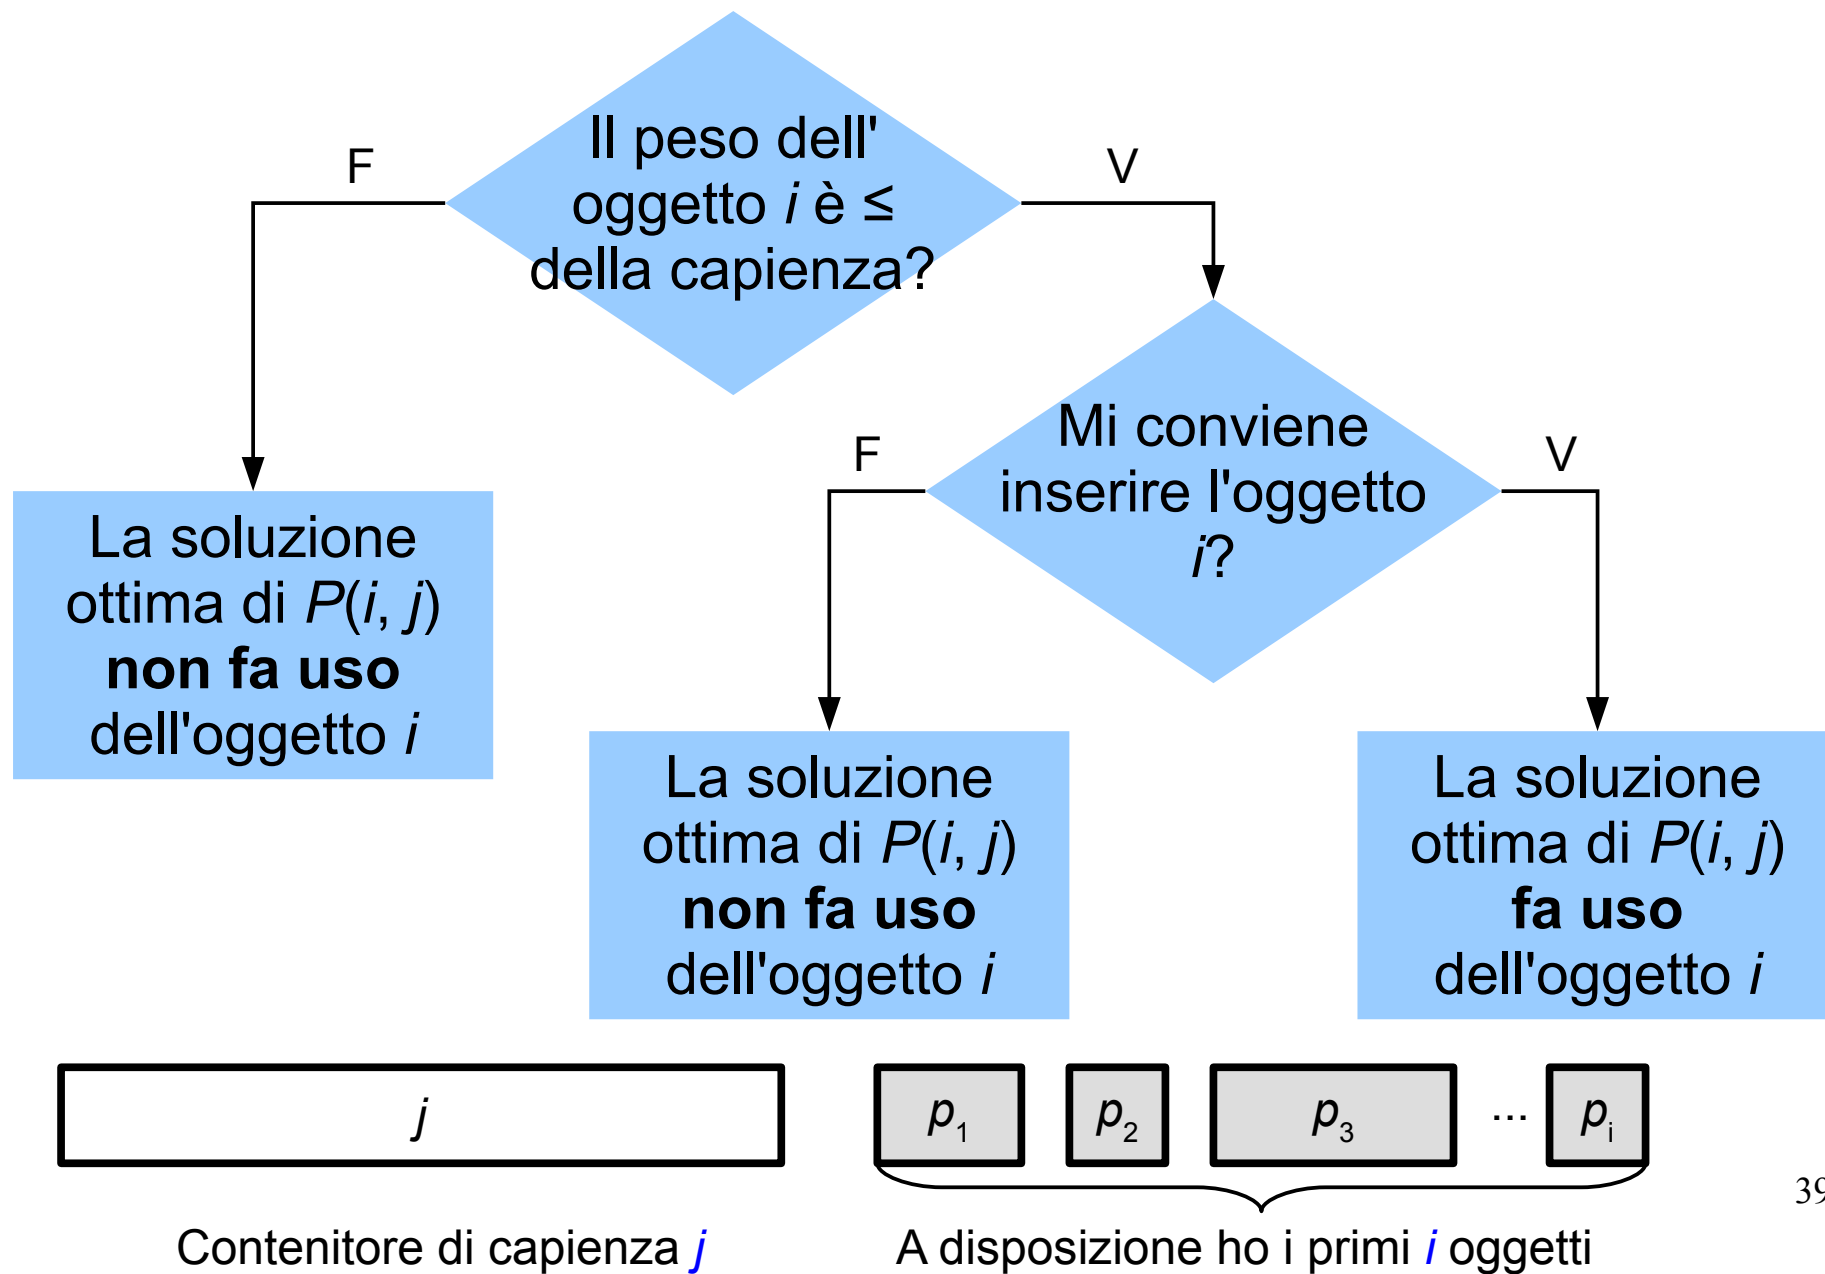 Il peso dell'
oggetto i è ≤
della capienza?
F
V
Mi conviene
inserire l'oggetto
i?
F
V
La soluzione
ottima di P(i, j)
non fa uso
dell'oggetto i
La soluzione
ottima di P(i, j)
non fa uso
dell'oggetto i
La soluzione
ottima di P(i, j)
fa uso
dell'oggetto i
j
p1
p2
p3
...
pi
39
Contenitore di capienza j
A disposizione ho i primi i oggetti